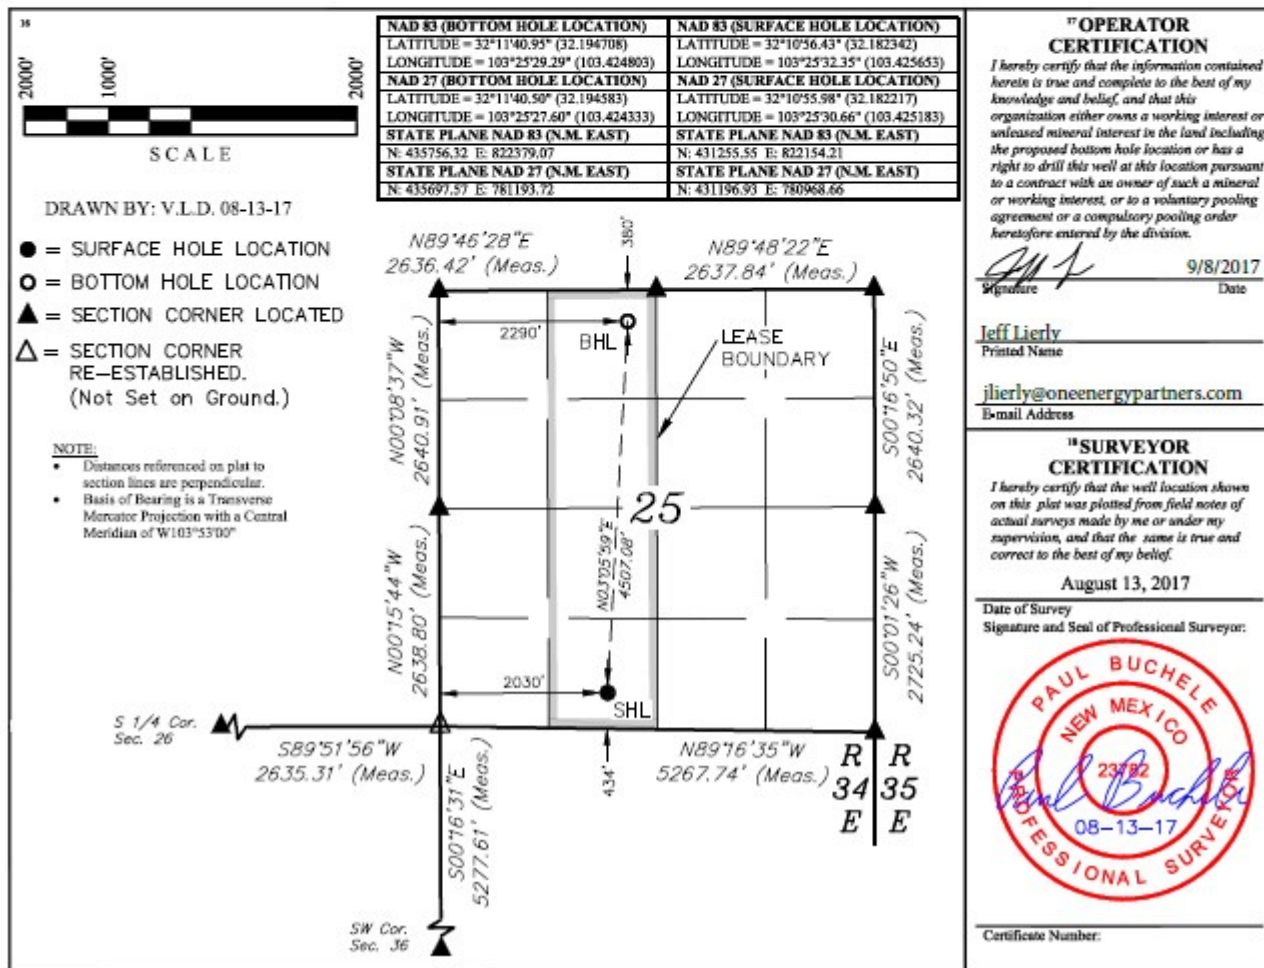 16
2000'
1000'
2000'
SCALE
DRAWN BY: V.L.D. 08-13-17
● = SURFACE HOLE LOCATION
○ = BOTTOM HOLE LOCATION
▲ = SECTION CORNER LOCATED
△ = SECTION CORNER
RE-ESTABLISHED.
(Not Set on Ground.)
NOTE:
• Distances referenced on plat to
section lines are perpendicular.
• Basis of Bearing is a Transverse
Mercator Projection with a Central
Meridian of W103°53'00"
NAD 83 (BOTTOM HOLE LOCATION)
LATITUDE = 32°11'40.95" (32.194708)
LONGITUDE = 103°25'29.29" (103.424803)
NAD 27 (BOTTOM HOLE LOCATION)
LATITUDE = 32°11'40.50" (32.194583)
LONGITUDE = 103°25'27.60" (103.424333)
STATE PLANE NAD 83 (N.M. EAST)
N: 435756.32 E: 822379.07
STATE PLANE NAD 27 (N.M. EAST)
N: 435697.57 E: 781193.72
NAD 83 (SURFACE HOLE LOCATION)
LATITUDE = 32°10'56.43" (32.182342)
LONGITUDE = 103°25'32.35" (103.425653)
NAD 27 (SURFACE HOLE LOCATION)
LATITUDE = 32°10'55.98" (32.182217)
LONGITUDE = 103°25'30.66" (103.425183)
STATE PLANE NAD 83 (N.M. EAST)
N: 431255.55 E: 822154.21
STATE PLANE NAD 27 (N.M. EAST)
N: 431196.93 E: 780968.66
N89°46'28"E
2636.42' (Meas.)
380'
N89°48'22"E
2637.84' (Meas.)
2290'
BHL
LEASE
BOUNDARY
N00°08'37"W
2640.91' (Meas.)
S00°16'50"E
2640.32' (Meas.)
25
N03°05'59"E
4507.08'
N00°15'44"W
2638.80' (Meas.)
S00°01'26"W
2725.24' (Meas.)
2030'
SHL
S 1/4 Cor.
Sec. 26
S89°51'56"W
2635.31' (Meas.)
434'
N89°16'35"W
5267.74' (Meas.)
S00°16'31"E
5277.61' (Meas.)
R R
34 35
E E
SW Cor.
Sec. 36
17 OPERATOR
CERTIFICATION
I hereby certify that the information contained
herein is true and complete to the best of my
knowledge and belief, and that this
organization either owns a working interest or
unleased mineral interest in the land including
the proposed bottom hole location or has a
right to drill this well at this location pursuant
to a contract with an owner of such a mineral
or working interest, or to a voluntary pooling
agreement or a compulsory pooling order
heretofore entered by the division.
9/8/2017
Signature Date
Jeff Lierly
Printed Name
jlierly@oneenergypartners.com
E-mail Address
18 SURVEYOR
CERTIFICATION
I hereby certify that the well location shown
on this plat was plotted from field notes of
actual surveys made by me or under my
supervision, and that the same is true and
correct to the best of my belief.
August 13, 2017
Date of Survey
Signature and Seal of Professional Surveyor:
PAUL BUCHELE
NEW MEXICO
23782
Paul Buchele
08-13-17
PROFESSIONAL SURVEYOR
Certificate Number: